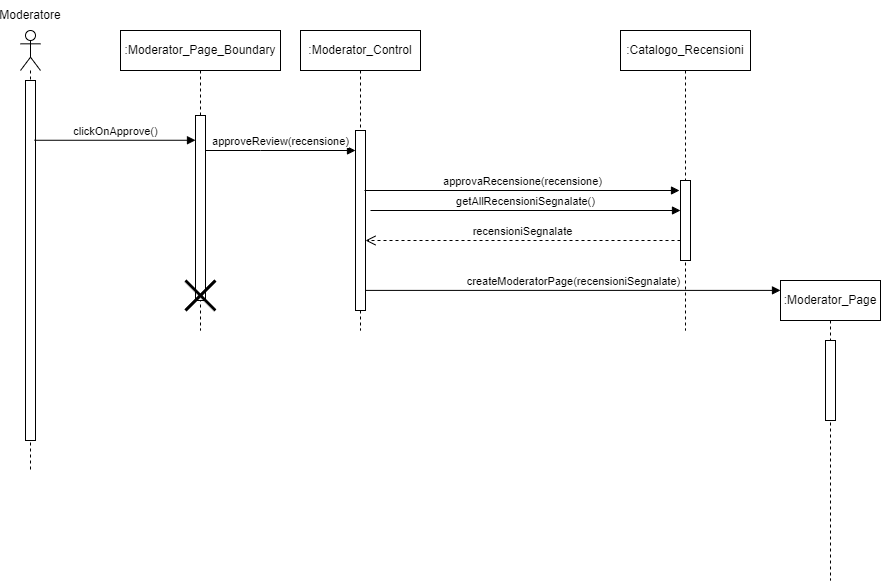 Moderatore
:Moderator_Page_Boundary
:Moderator_Control
:Catalogo_Recensioni
clickOnApprove()
approveReview(recensione)
approvaRecensione(recensione)
getAllRecensioniSegnalate()
recensioniSegnalate
createModeratorPage(recensioniSegnalate)
:Moderator_Page